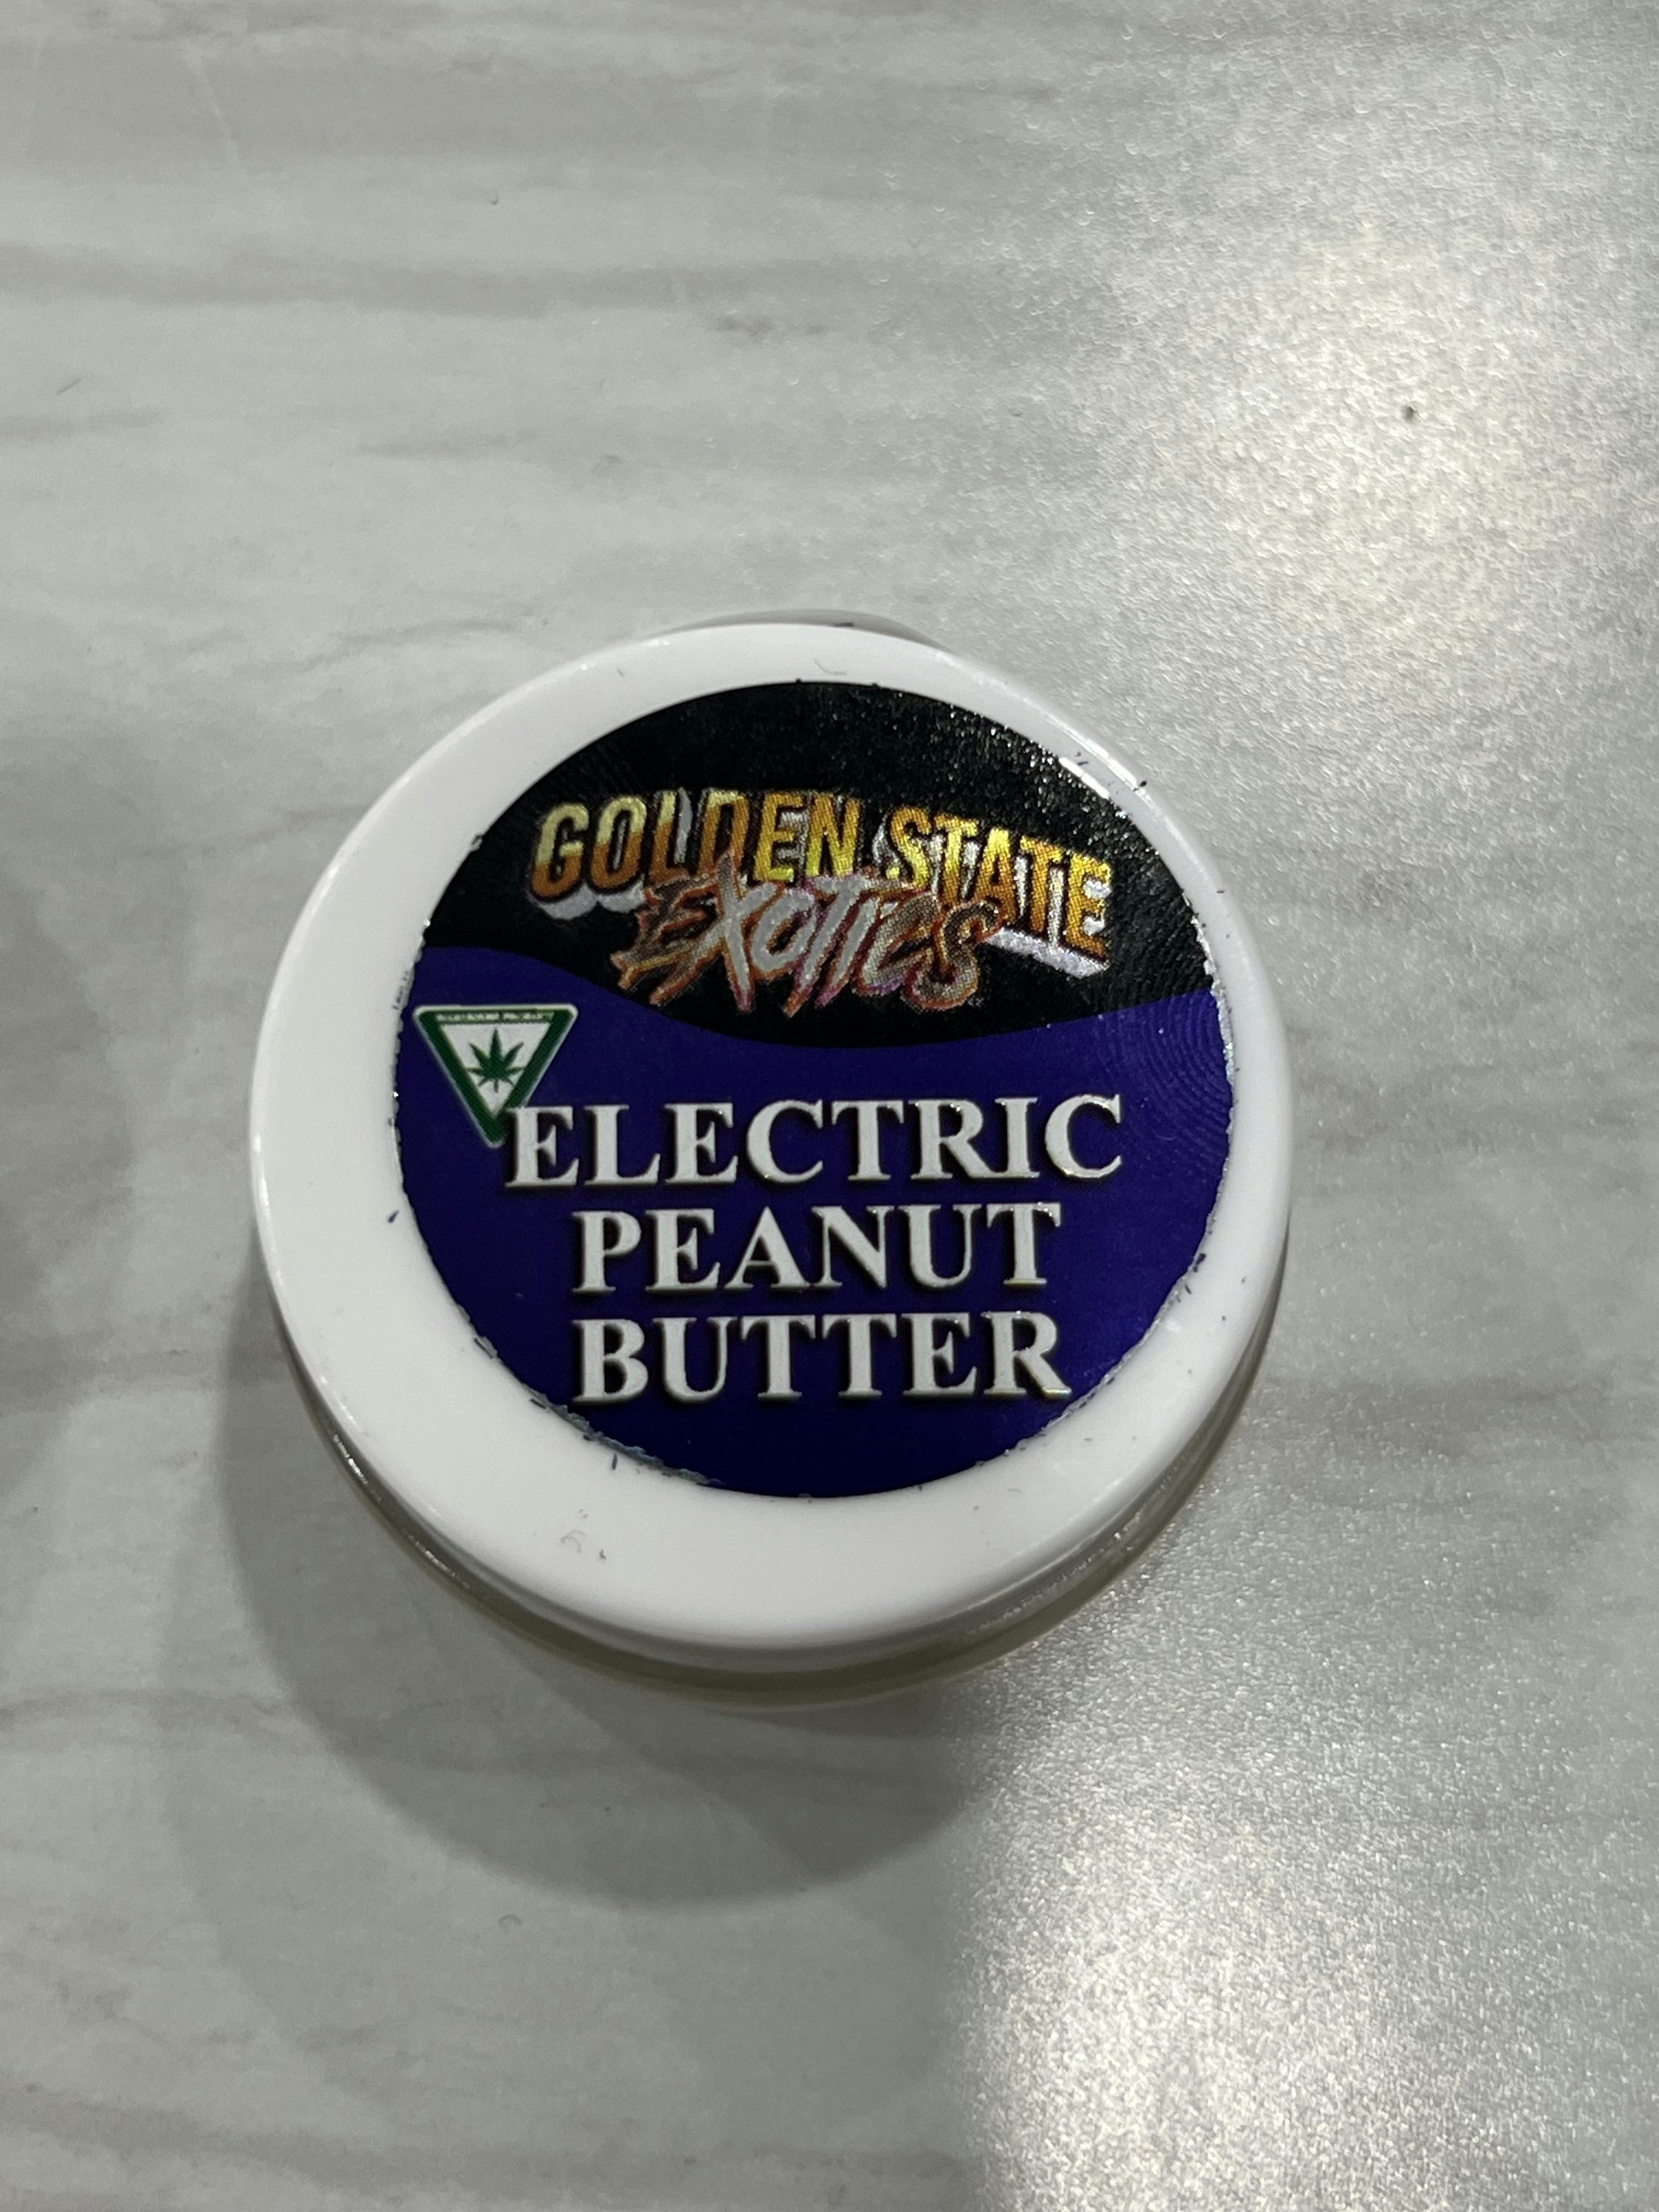 GOLDEN STATE
EXOTICS
ELECTRIC
PEANUT
BUTTER